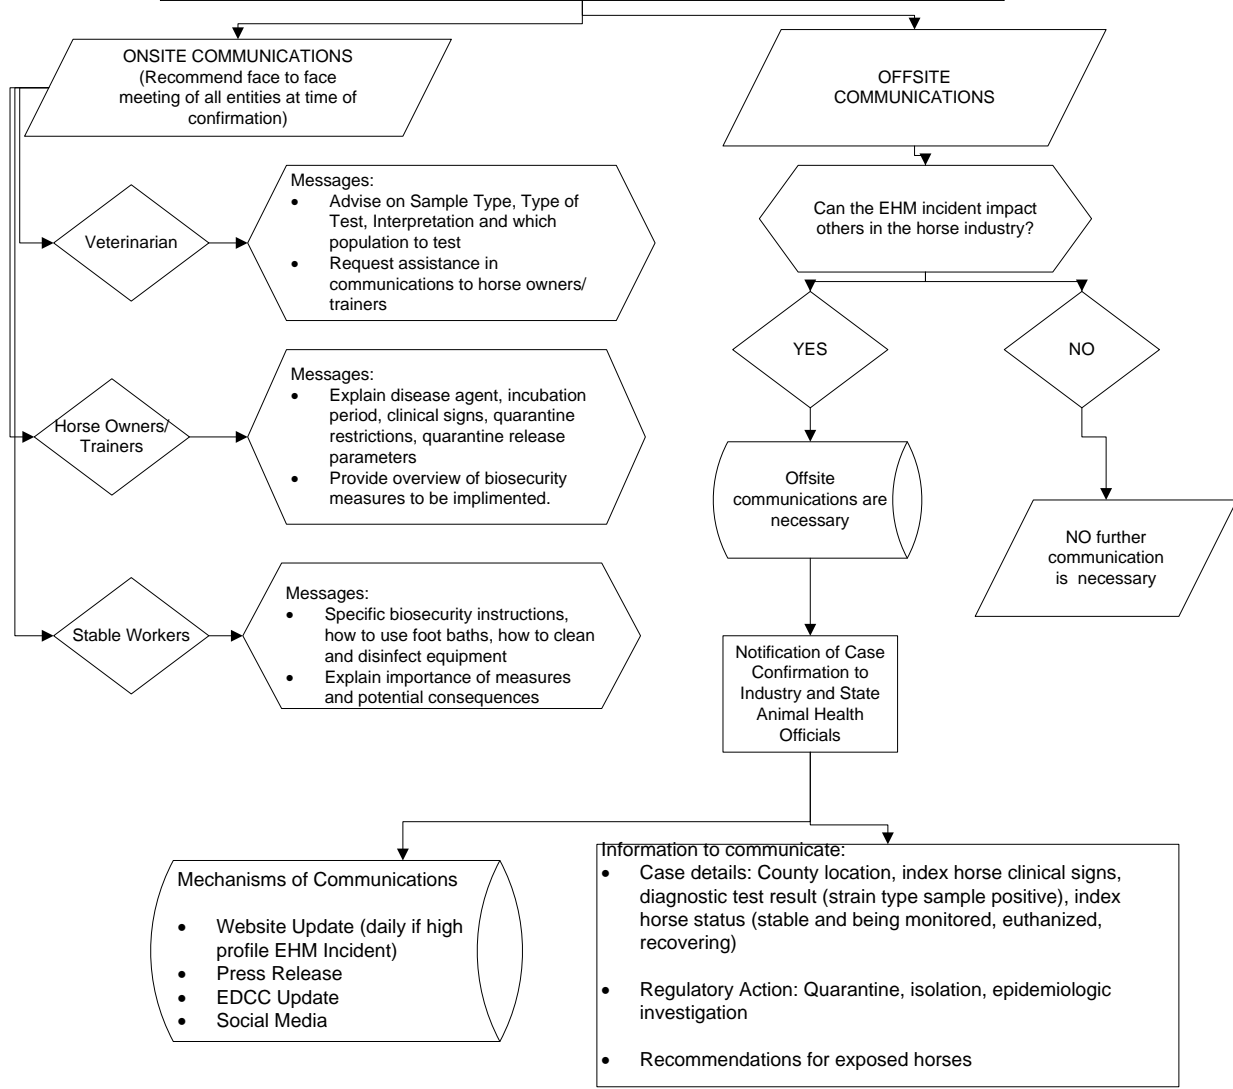 ONSITE COMMUNICATIONS
(Recommend face to face
meeting of all entities at time of
confirmation)
OFFSITE
COMMUNICATIONS
Veterinarian
Messages:
• Advise on Sample Type, Type of
Test, Interpretation and which
population to test
• Request assistance in
communications to horse owners/
trainers
Can the EHM incident impact
others in the horse industry?
YES
NO
Horse Owners/
Trainers
Messages:
• Explain disease agent, incubation
period, clinical signs, quarantine
restrictions, quarantine release
parameters
• Provide overview of biosecurity
measures to be implimented.
Offsite
communications are
necessary
NO further
communication
is necessary
Stable Workers
Messages:
• Specific biosecurity instructions,
how to use foot baths, how to clean
and disinfect equipment
• Explain importance of measures
and potential consequences
Notification of Case
Confirmation to
Industry and State
Animal Health
Officials
Mechanisms of Communications
• Website Update (daily if high
profile EHM Incident)
• Press Release
• EDCC Update
• Social Media
Information to communicate:
• Case details: County location, index horse clinical signs,
diagnostic test result (strain type sample positive), index
horse status (stable and being monitored, euthanized,
recovering)
• Regulatory Action: Quarantine, isolation, epidemiologic
investigation
• Recommendations for exposed horses